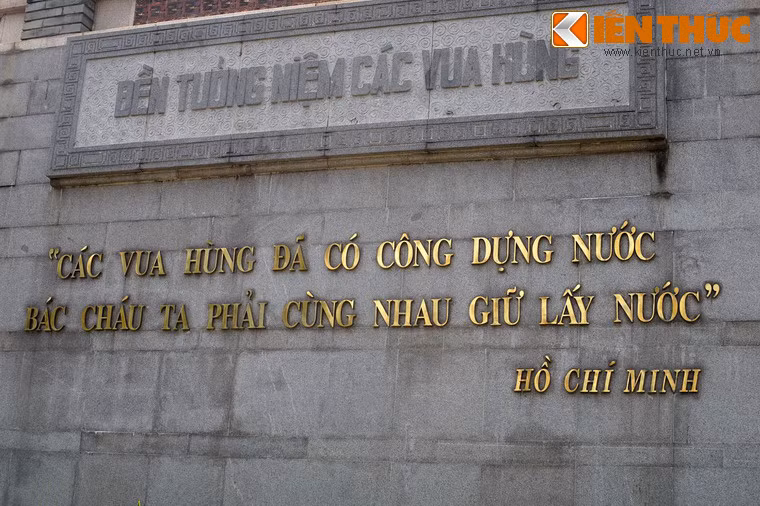 KIẾN THỨC
www.kienthuc.net.vn
ĐỀN TƯỞNG NIỆM CÁC VUA HÙNG
“CÁC VUA HÙNG ĐÃ CÓ CÔNG DỰNG NƯỚC
BÁC CHÁU TA PHẢI CÙNG NHAU GIỮ LẤY NƯỚC”
HỒ CHÍ MINH